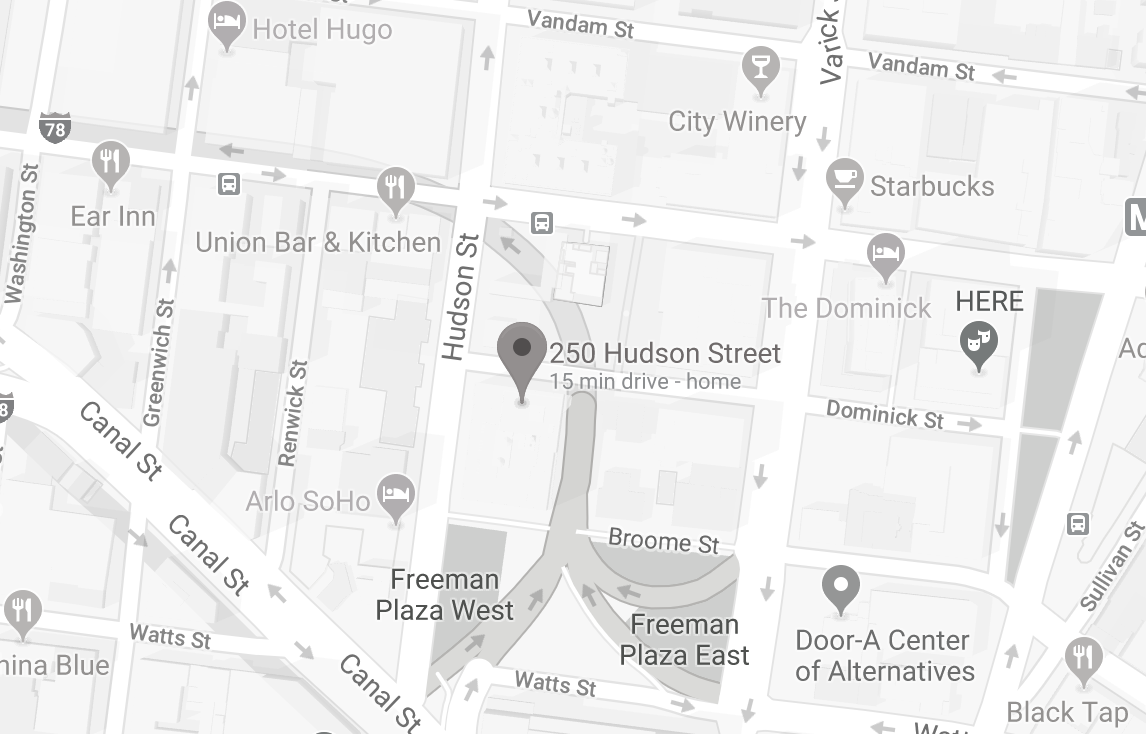 Vandam St
Hotel Hugo
Varick
Vandam St
City Winery
78
Washington St
Ear Inn
Starbucks
Union Bar & Kitchen
Hudson St
The Dominick
HERE
Greenwich St
250 Hudson Street
15 min drive - home
Renwick St
Dominick St
Canal St
Arlo SoHo
Canal St
Broome St
Freeman
Plaza West
Sullivan St
Freeman
Plaza East
Door-A Center
of Alternatives
Watts St
hina Blue
Canal St
Watts St
Black Tap